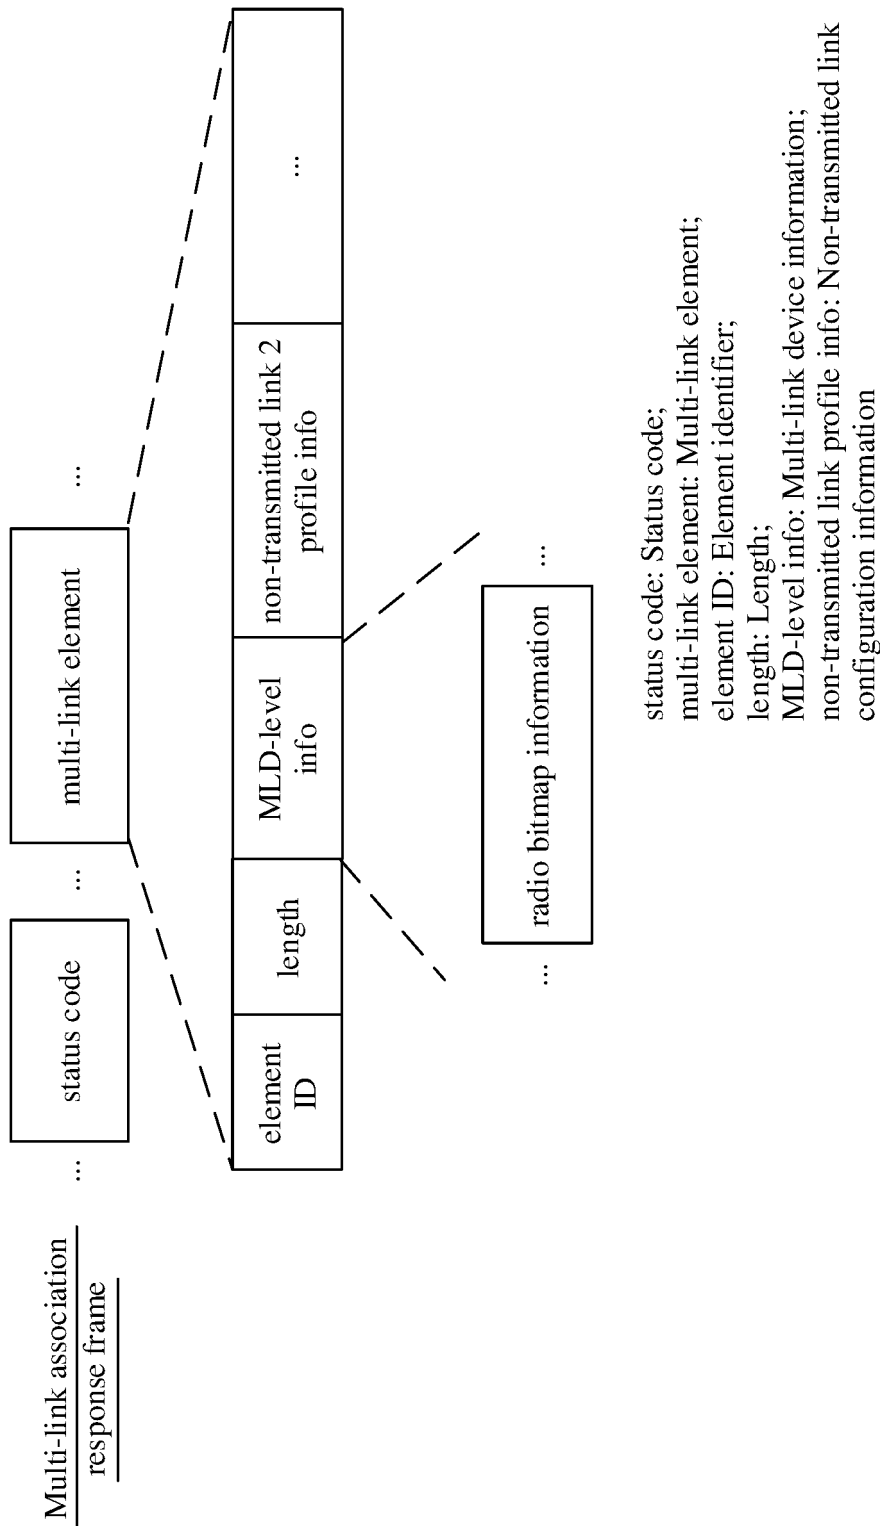 Multi-link association
response frame
...
status code
...
multi-link element
...
element
ID
length
MLD-level
info
non-transmitted link 2
profile info
...
...
radio bitmap information
...
status code: Status code;
multi-link element: Multi-link element;
element ID: Element identifier;
length: Length;
MLD-level info: Multi-link device information;
non-transmitted link profile info: Non-transmitted link
configuration information